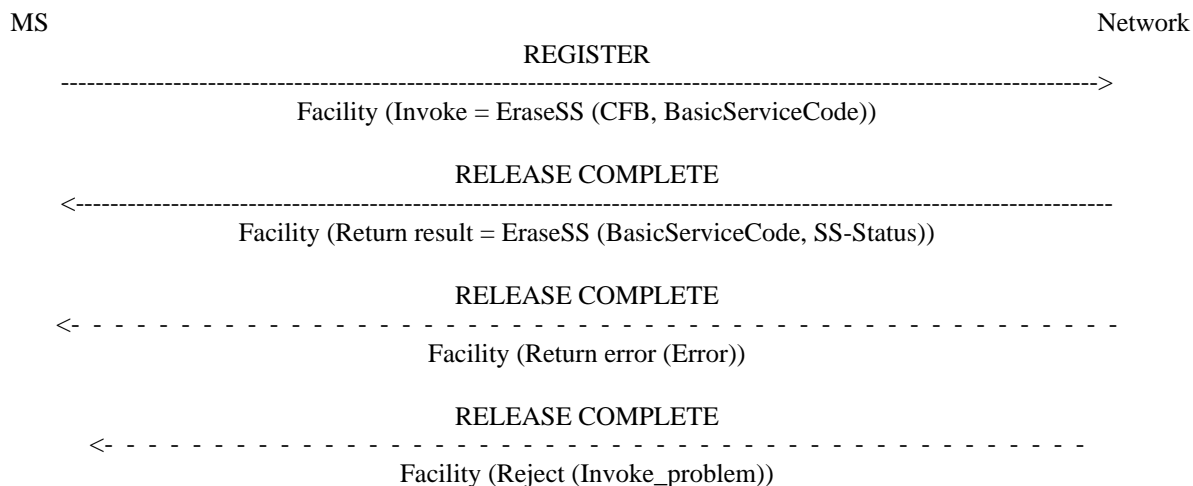 MS Network
REGISTER
Facility (Invoke = EraseSS (CFB, BasicServiceCode))
RELEASE COMPLETE
Facility (Return result = EraseSS (BasicServiceCode, SS-Status))
RELEASE COMPLETE
Facility (Return error (Error))
RELEASE COMPLETE
Facility (Reject (Invoke_problem))